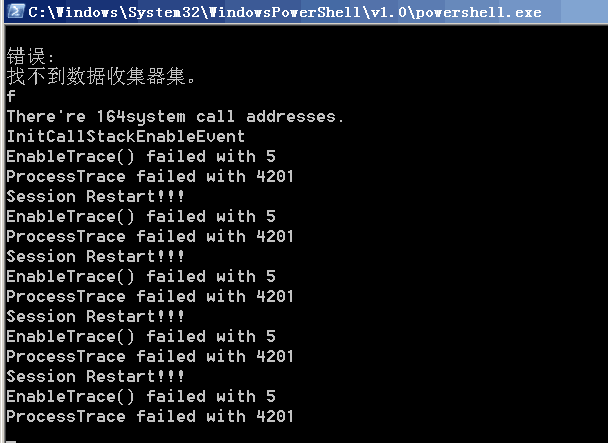 C:\Windows\System32\WindowsPowerShell\v1.0\powershell.exe
错误:
找不到数据收集器集。
f
There're 164system call addresses.
InitCallStackEnableEvent
EnableTrace() failed with 5
ProcessTrace failed with 4201
Session Restart!!!
EnableTrace() failed with 5
ProcessTrace failed with 4201
Session Restart!!!
EnableTrace() failed with 5
ProcessTrace failed with 4201
Session Restart!!!
EnableTrace() failed with 5
ProcessTrace failed with 4201
Session Restart!!!
EnableTrace() failed with 5
ProcessTrace failed with 4201